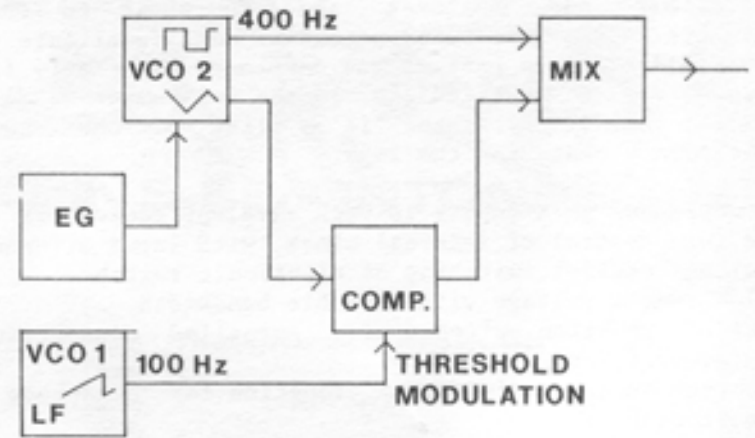 400 Hz
VCO 2
MIX
EG
COMP.
VCO 1
100 Hz
LF
THRESHOLD
MODULATION